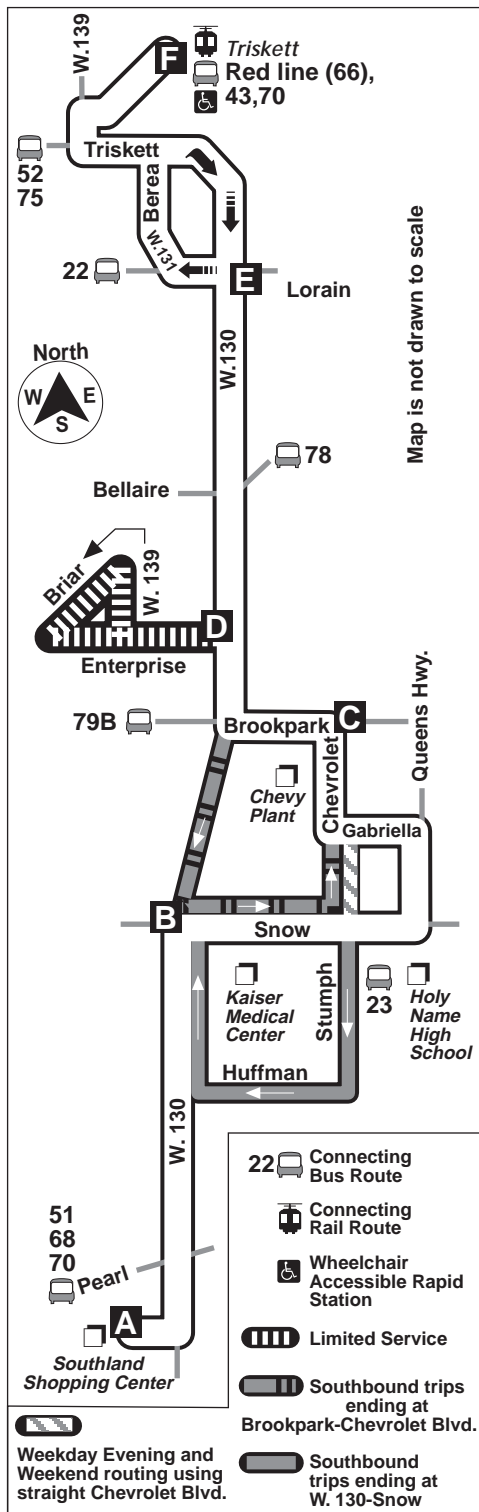 W.139
F
Triskett
Red line (66),
43,70
Triskett
52
75
Berea
W.131
22
E
Lorain
W.130
Map is not drawn to scale
North
W E
S
78
Bellaire
Briar
W. 139
D
Enterprise
79B
Brookpark
C
Queens Hwy.
Chevrolet
Chevy
Plant
Gabriella
B
Snow
Kaiser
Medical
Center
Stumph
23
Holy
Name
High
School
Huffman
W. 130
51
68
70
Pearl
A
Southland
Shopping Center
22 Connecting
Bus Route
Connecting
Rail Route
Wheelchair
Accessible Rapid
Station
Limited Service
Southbound trips
ending at
Brookpark-Chevrolet Blvd.
Southbound
trips ending at
W. 130-Snow
Weekday Evening and
Weekend routing using
straight Chevrolet Blvd.